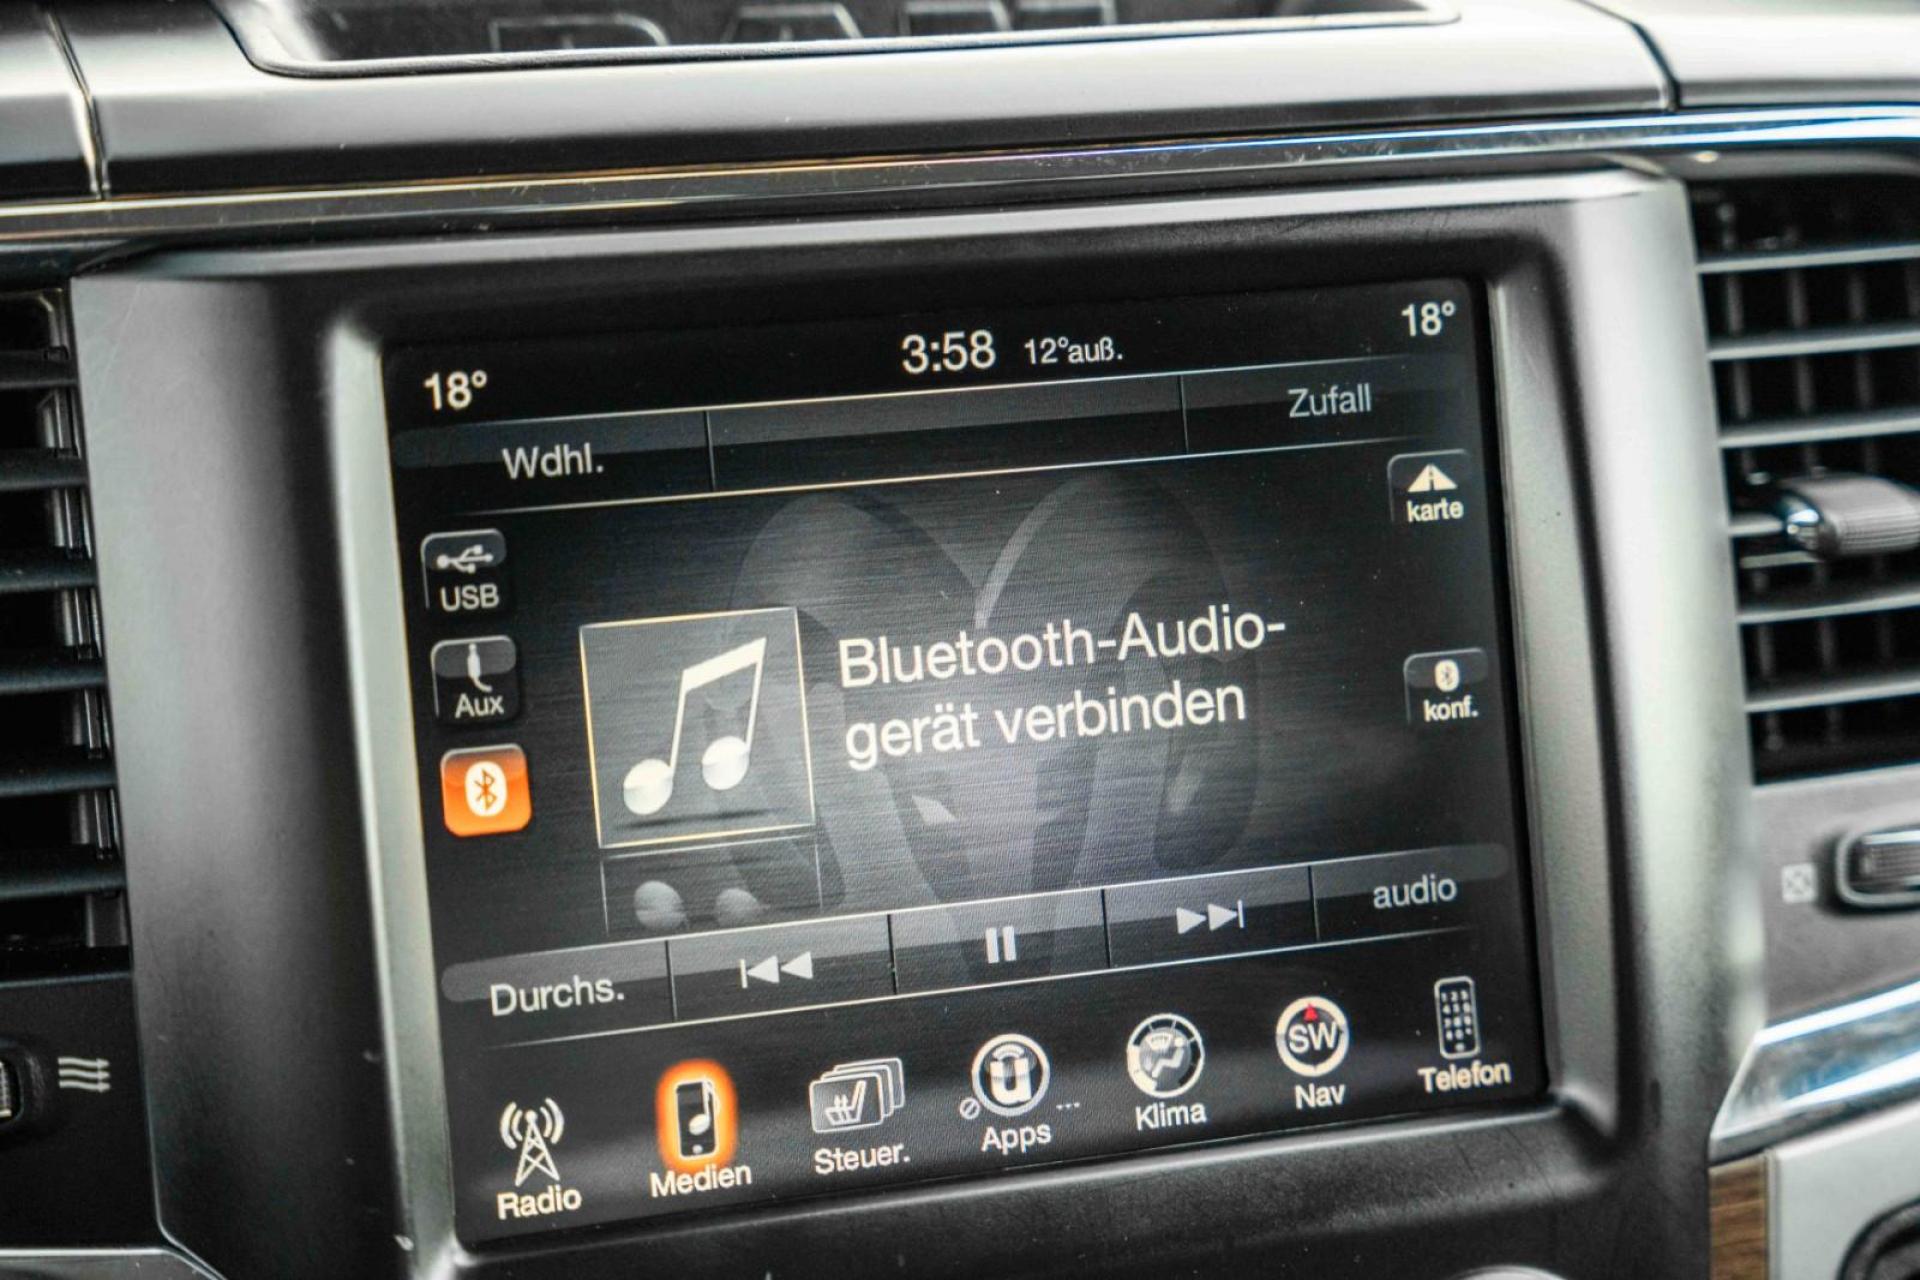 18°
3:58 12°auß.
18°
Wdhl.
Zufall
USB
Aux
Bluetooth-Audio-
gerät verbinden
karte
konf.
Durchs.
audio
Radio
Medien
Steuer.
Apps
...
Klima
SW
Nav
Telefon